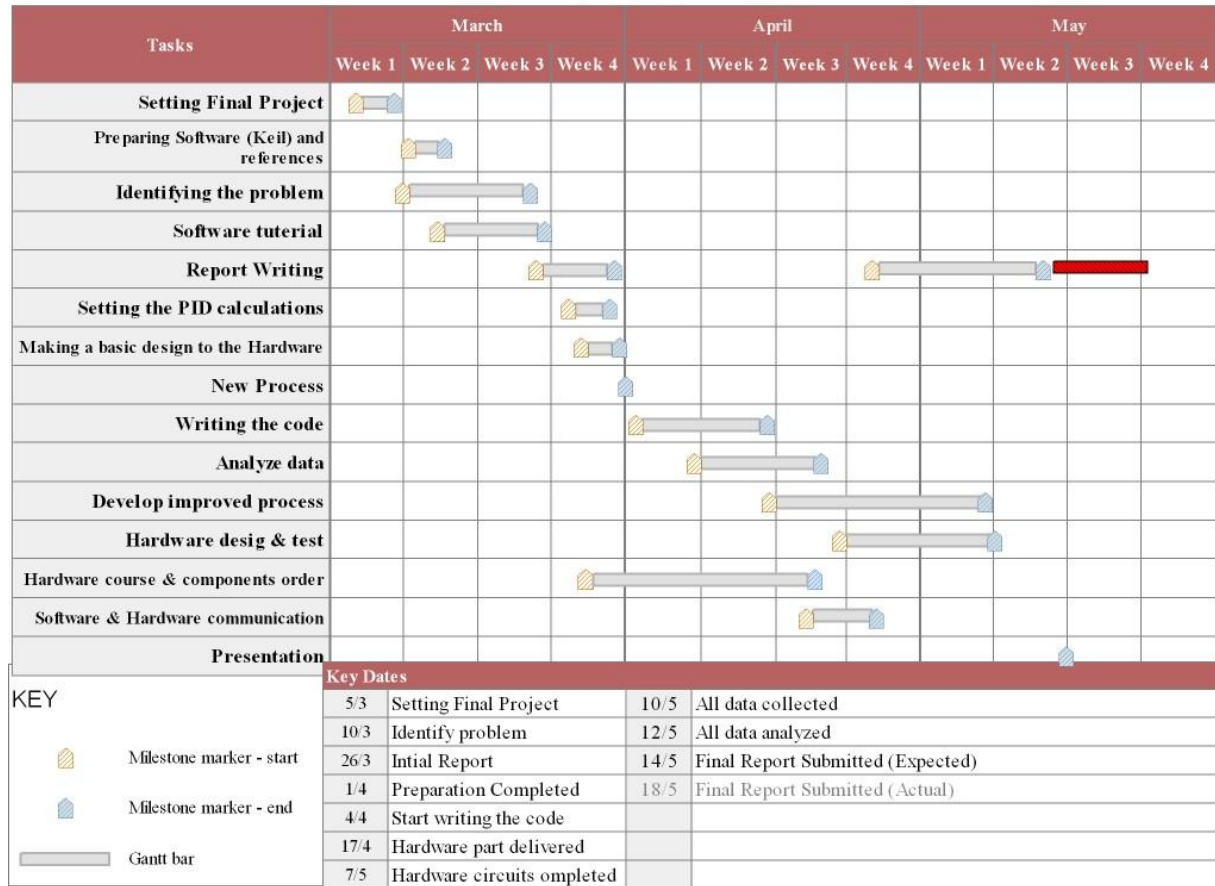 Tasks
March
April
May
Week 1 Week 2 Week 3 Week 4 Week 1 Week 2 Week 3 Week 4 Week 1 Week 2 Week 3 Week 4
Setting Final Project
Preparing Software (Keil) and
references
Identifying the problem
Software tuterial
Report Writing
Setting the PID calculations
Making a basic design to the Hardware
New Process
Writing the code
Analyze data
Develop improved process
Hardware desig & test
Hardware course & components order
Software & Hardware communication
Presentation
KEY
Milestone marker - start
Milestone marker - end
Gantt bar
Key Dates
5/3 Setting Final Project
10/3 Identify problem
26/3 Intial Report
1/4 Preparation Completed
4/4 Start writing the code
17/4 Hardware part delivered
7/5 Hardware circuits ompleted
10/5 All data collected
12/5 All data analyzed
14/5 Final Report Submitted (Expected)
18/5 Final Report Submitted (Actual)